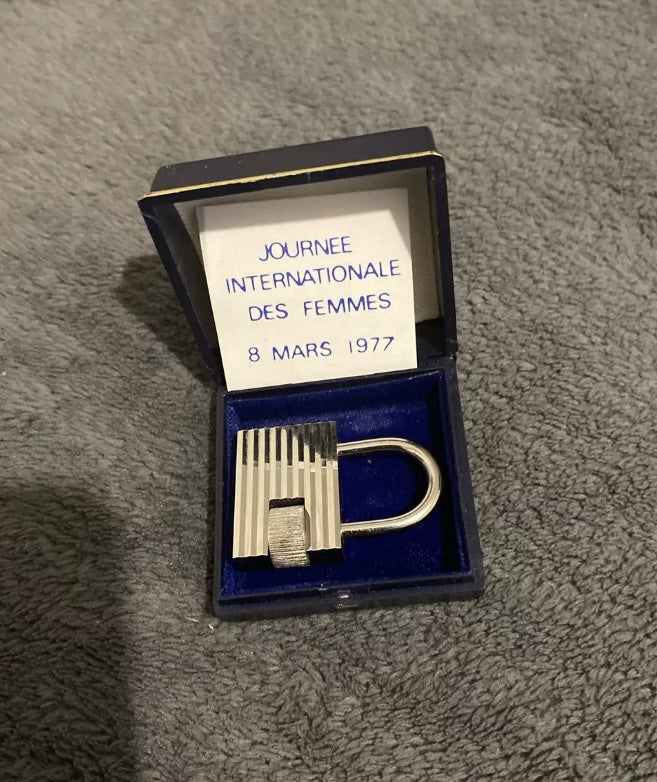 JOURNEE
INTERNATIONALE
DES FEMMES
8 MARS 1977